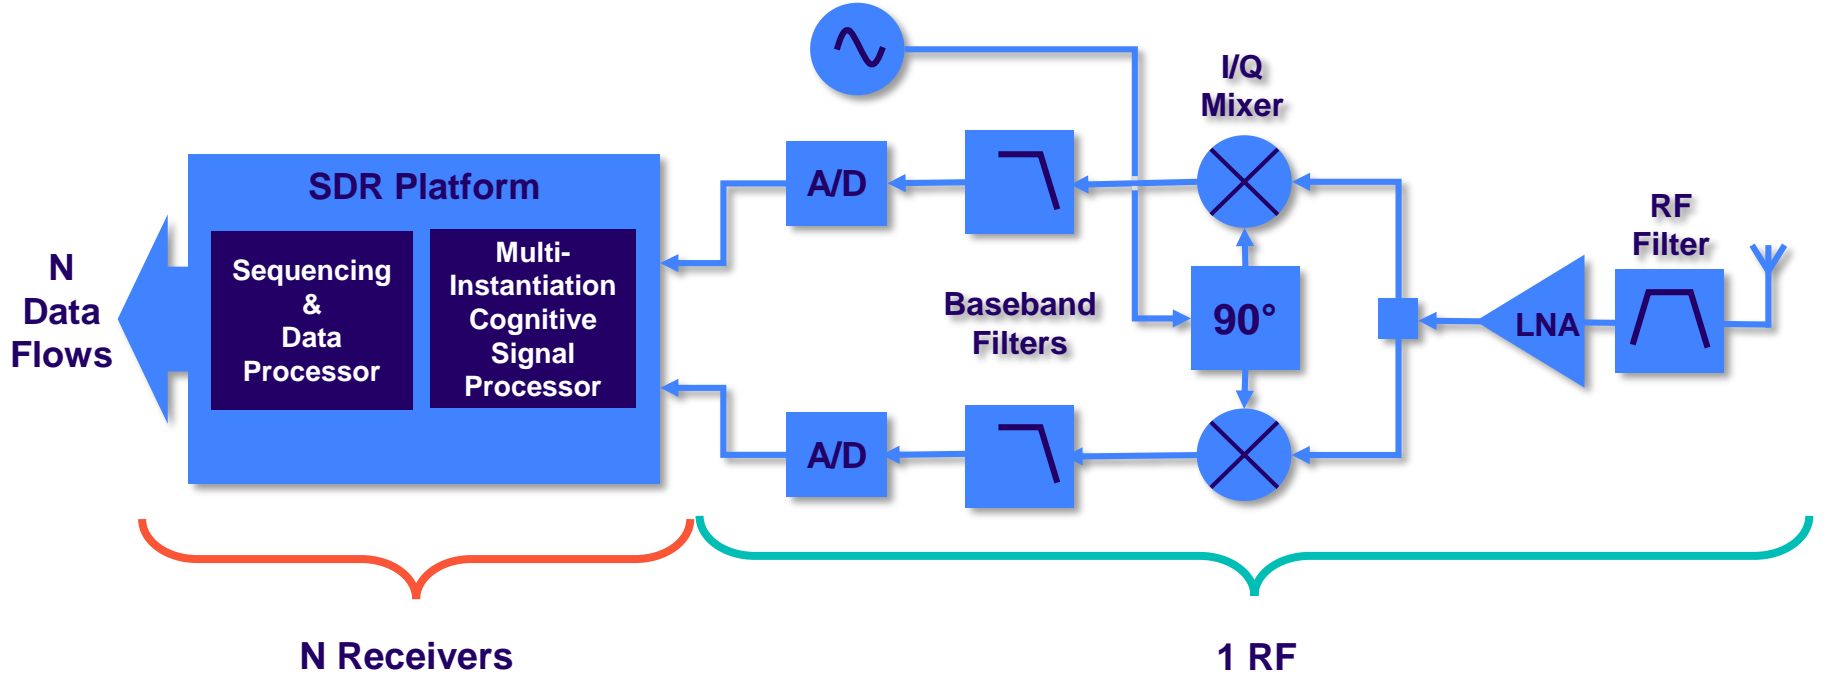 I/Q
Mixer
SDR Platform
A/D
RF
Filter
N
Data
Flows
Sequencing
&
Data
Processor
Multi-
Instantiation
Cognitive
Signal
Processor
Baseband
Filters
90°
LNA
A/D
N Receivers
1 RF